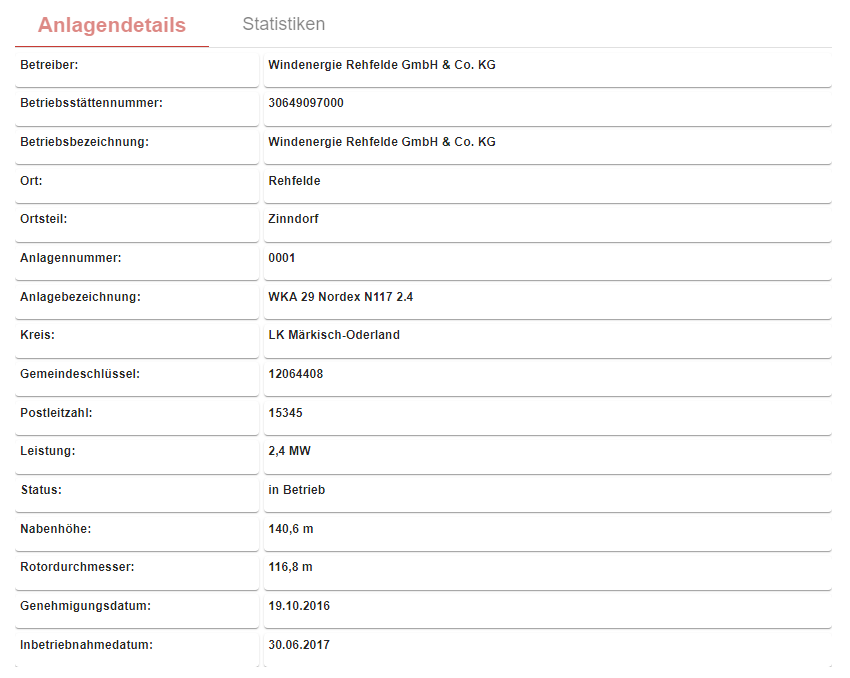 Anlagendetails Statistiken
Betreiber: Windenergie Rehfelde GmbH & Co. KG
Betriebsstättennummer: 30649097000
Betriebsbezeichnung: Windenergie Rehfelde GmbH & Co. KG
Ort: Rehfelde
Ortsteil: Zinndorf
Anlagennummer: 0001
Anlagebezeichnung: WKA 29 Nordex N117 2.4
Kreis: LK Märkisch-Oderland
Gemeindeschlüssel: 12064408
Postleitzahl: 15345
Leistung: 2,4 MW
Status: in Betrieb
Nabenhöhe: 140,6 m
Rotordurchmesser: 116,8 m
Genehmigungsdatum: 19.10.2016
Inbetriebnahmedatum: 30.06.2017